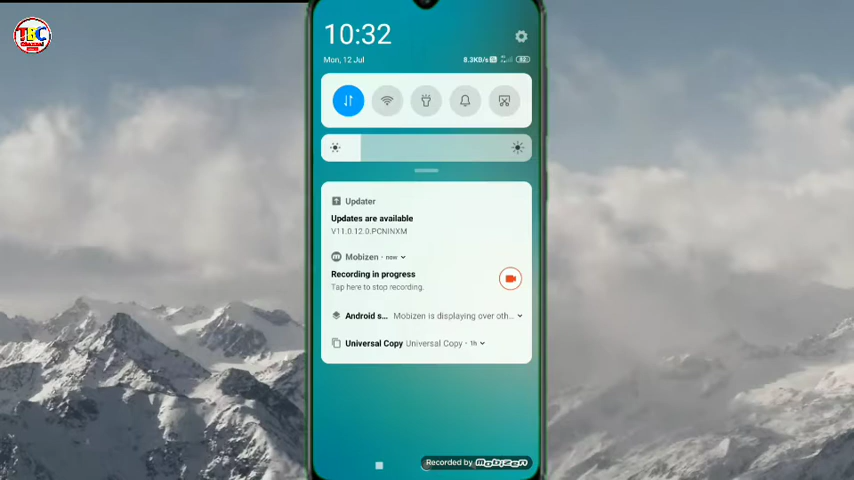 TBC
10:32
Mon, 12 Jul
8.3KB/s
Updater
Updates are available
V11.0.12.0.PCNINXM
Mobizen · now
Recording in progress
Tap here to stop recording.
Android s... Mobizen is displaying over oth...
Universal Copy Universal Copy · 1h
Recorded by mobizen